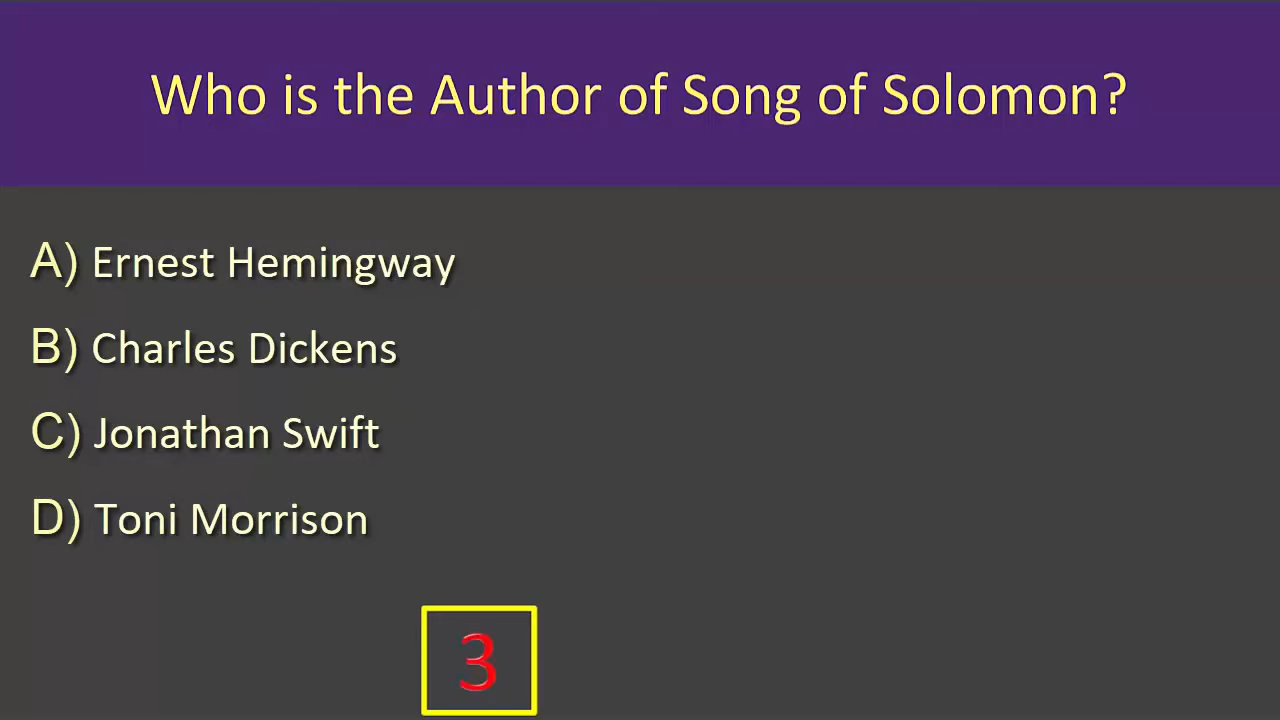 Who is the Author of Song of Solomon?
A) Ernest Hemingway
B) Charles Dickens
C) Jonathan Swift
D) Toni Morrison
3